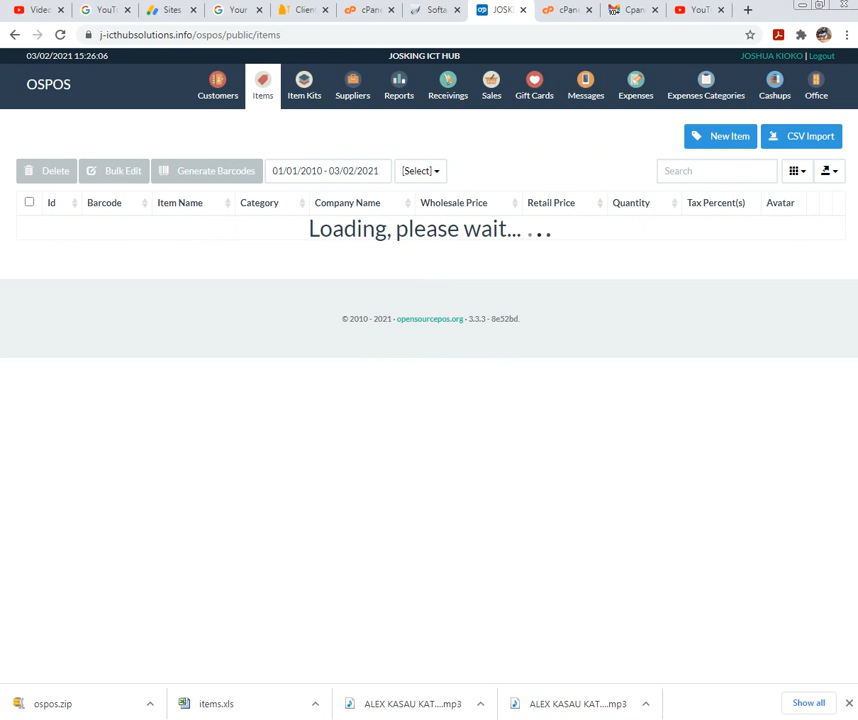 Videc YouT Sites Your Client cPane Softa JOSKI cPane Cpan YouTu
j-icthubsolutions.info/ospos/public/items
03/02/2021 15:26:06 JOSKING ICT HUB JOSHUA KIOKO | Logout
OSPOS Customers Items Item Kits Suppliers Reports Receivings Sales Gift Cards Messages Expenses Expenses Categories Cashups Office
New Item CSV Import
Delete Bulk Edit Generate Barcodes 01/01/2010 - 03/02/2021 [Select] Search
Id Barcode Item Name Category Company Name Wholesale Price Retail Price Quantity Tax Percent(s) Avatar
Loading, please wait... ...
© 2010 - 2021 · opensourcepos.org · 3.3.3 - 8e52bd.
ospos.zip items.xls ALEX KASAU KAT....mp3 ALEX KASAU KAT....mp3 Show all